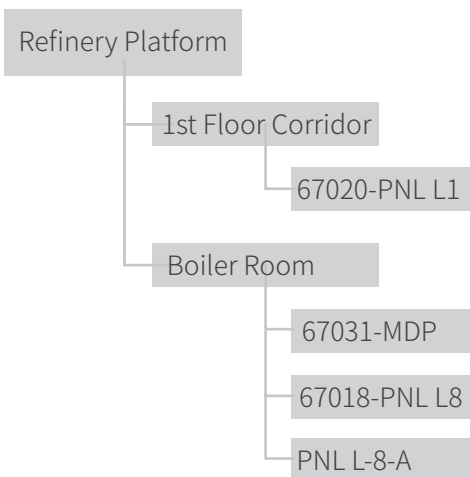 Refinery Platform
1st Floor Corridor
67020-PNL L1
Boiler Room
67031-MDP
67018-PNL L8
PNL L-8-A